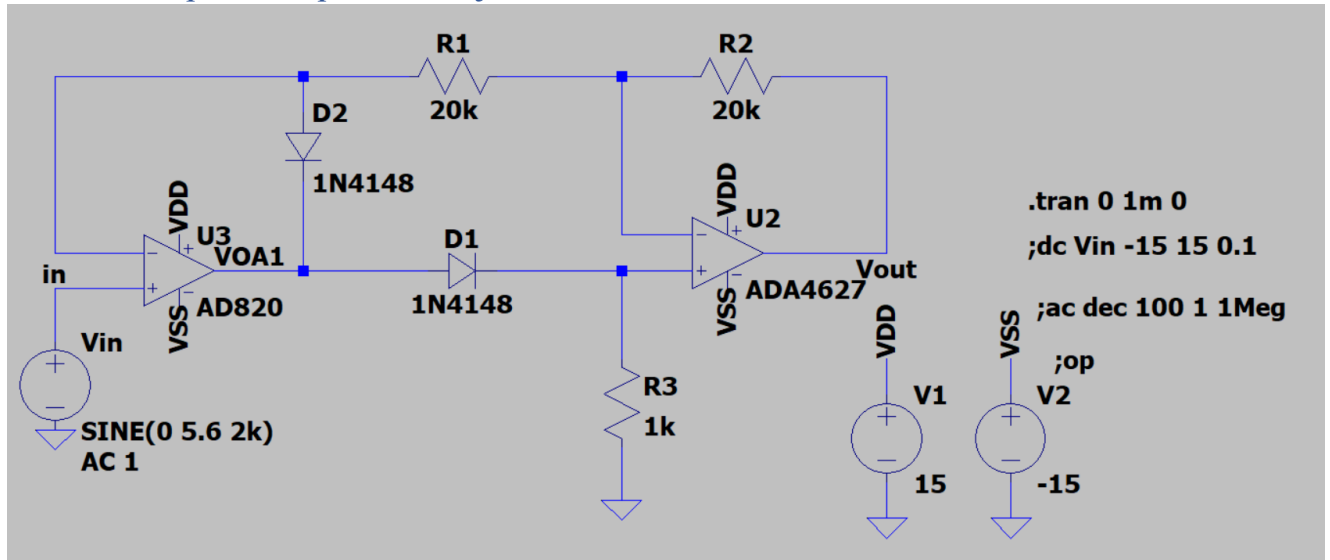 R1
R2
20k
20k
D2
1N4148
VDD
U3
VOA1
in
AD820
VSS
D1
1N4148
VDD
U2
Vout
ADA4627
VSS
.tran 0 1m 0
;dc Vin -15 15 0.1
;ac dec 100 1 1Meg
;op
Vin
SINE(0 5.6 2k)
AC 1
R3
1k
VDD
V1
15
VSS
V2
-15